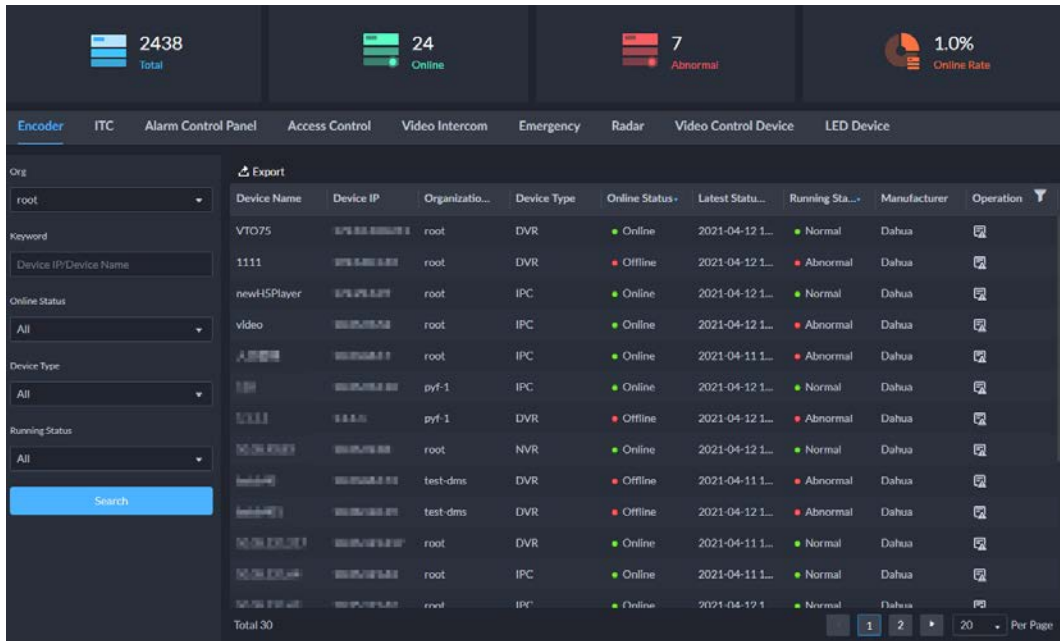 2438
Total
24
Online
7
Abnormal
1.0%
Online Rate
Encoder ITC Alarm Control Panel Access Control Video Intercom Emergency Radar Video Control Device LED Device
Org
root
Keyword
Device IP/Device Name
Online Status
All
Device Type
All
Running Status
All
Search
Export
Device Name Device IP Organizatio... Device Type Online Status Latest Statu... Running Sta... Manufacturer Operation
VTO75 root DVR Online 2021-04-12 1... Normal Dahua
1111 root DVR Offline 2021-04-12 1... Abnormal Dahua
newH5Player root IPC Online 2021-04-12 1... Normal Dahua
video root IPC Online 2021-04-12 1... Abnormal Dahua
root IPC Online 2021-04-11 1... Abnormal Dahua
pyf-1 IPC Online 2021-04-12 1... Normal Dahua
pyf-1 DVR Offline 2021-04-12 1... Abnormal Dahua
root NVR Online 2021-04-12 1... Normal Dahua
test-dms DVR Offline 2021-04-11 1... Abnormal Dahua
test-dms DVR Offline 2021-04-12 1... Abnormal Dahua
root DVR Online 2021-04-11 1... Normal Dahua
root IPC Online 2021-04-11 1... Normal Dahua
root IPC Online 2021-04-12 1 Normal Dahua
Total 30 1 2 20 Per Page